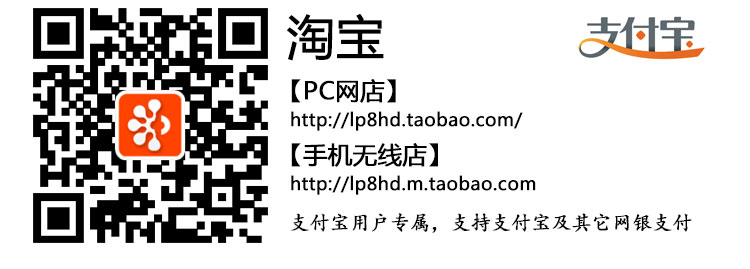 淘宝
支付宝
【PC网店】
http://lp8hd.taobao.com/
【手机无线店】
http://lp8hd.m.taobao.com
支付宝用户专属，支持支付宝及其它网银支付